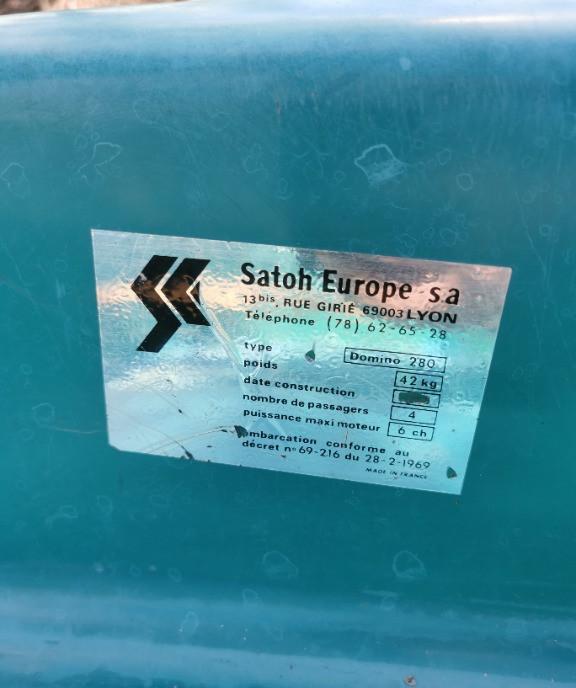 Satoh Europe s.a
13bis, RUE GIRIÉ 69003 LYON
Téléphone (78) 62-65-28
type Domino 280
poids 42 kg
date construction
nombre de passagers 4
puissance maxi moteur 6 ch
embarcation conforme au
décret n° 69-216 du 28-2-1969
MADE IN FRANCE